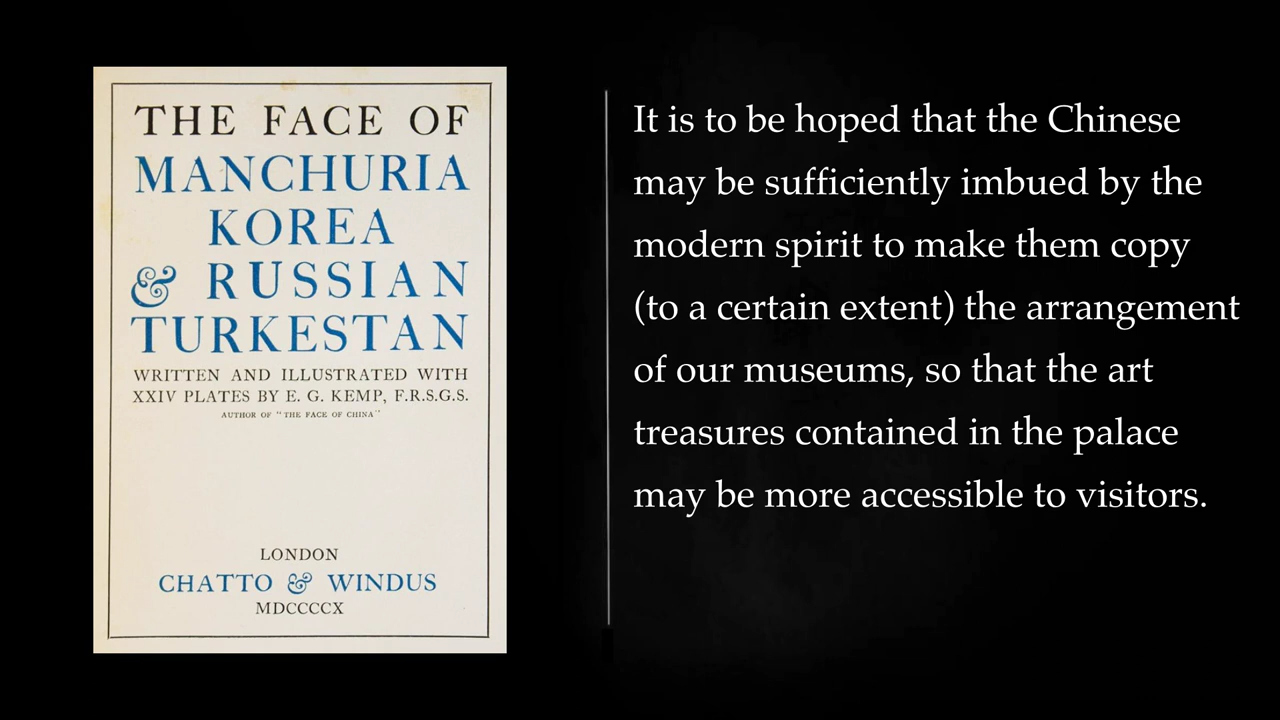 THE FACE OF
MANCHURIA
KOREA
& RUSSIAN
TURKESTAN
WRITTEN AND ILLUSTRATED WITH
XXIV PLATES BY E. G. KEMP, F.R.S.G.S.
AUTHOR OF "THE FACE OF CHINA"
LONDON
CHATTO & WINDUS
MDCCCCX
It is to be hoped that the Chinese
may be sufficiently imbued by the
modern spirit to make them copy
(to a certain extent) the arrangement
of our museums, so that the art
treasures contained in the palace
may be more accessible to visitors.